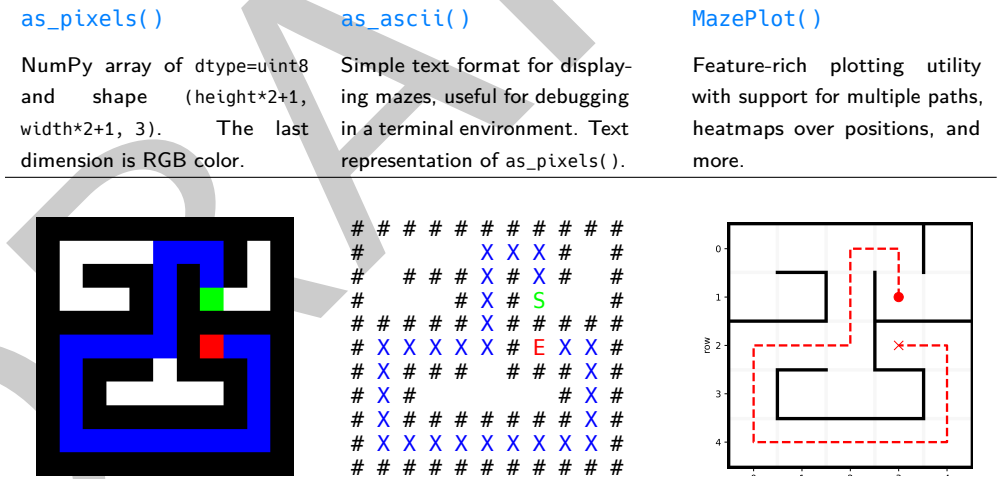 as_pixels()
NumPy array of dtype=uint8
and shape (height*2+1,
width*2+1, 3). The last
dimension is RGB color.
as_ascii()
Simple text format for display-
ing mazes, useful for debugging
in a terminal environment. Text
representation of as_pixels().
MazePlot()
Feature-rich plotting utility
with support for multiple paths,
heatmaps over positions, and
more.
# # # # # # # # # # #
#         X X X #   #
#   # # # X # X #   #
#       # X # S     #
# # # # # X # # # # #
# X X X X X # E X X #
# X # # #   # # # X #
# X #           # X #
# X # # # # # # # X #
# X X X X X X X X X #
# # # # # # # # # # #
0
1
row
2
3
4